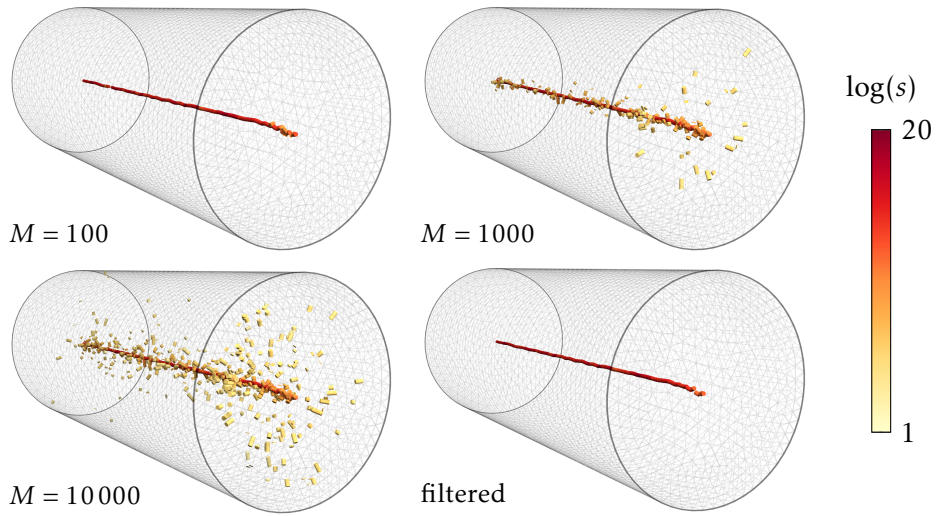 log(s)
20
M = 100
M = 1000
M = 10 000
filtered
1